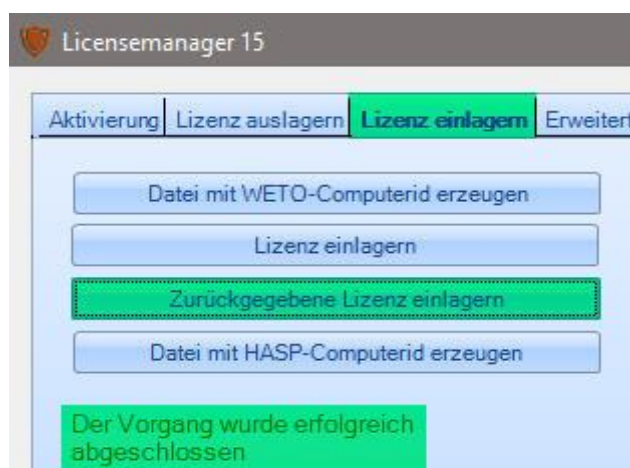 Licensemanager 15
Aktivierung Lizenz auslagern Lizenz einlagern
Datei mit WETO-Computerid erzeugen
Lizenz einlagern
Zurückgegebene Lizenz einlagern
Datei mit HASP-Computerid erzeugen
Der Vorgang wurde erfolgreich
abgeschlossen